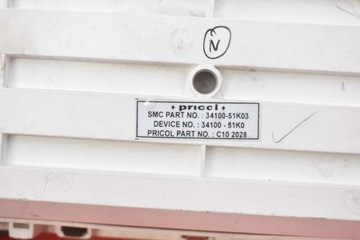 N
pricol
SMC PART NO. : 34100-51K03
DEVICE NO. : 34100 - 51K0
PRICOL PART NO. : C10 2028